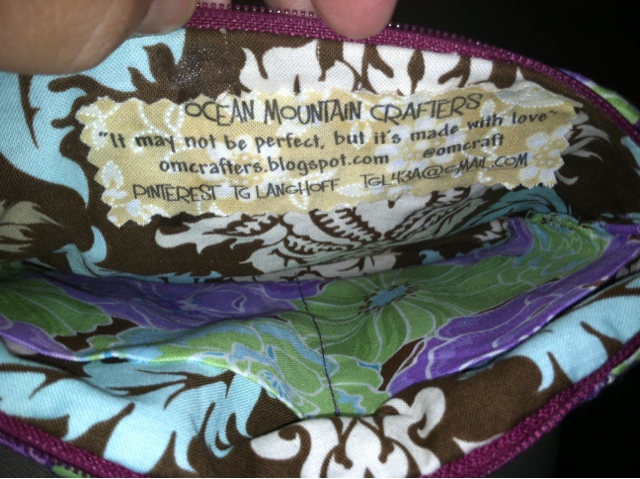 OCEAN MOUNTAIN CRAFTERS
"It may not be perfect, but it's made with love"
omcrafters.blogspot.com @omcraft
PINTEREST TG LANGHOFF TGL43A@GMAIL.COM